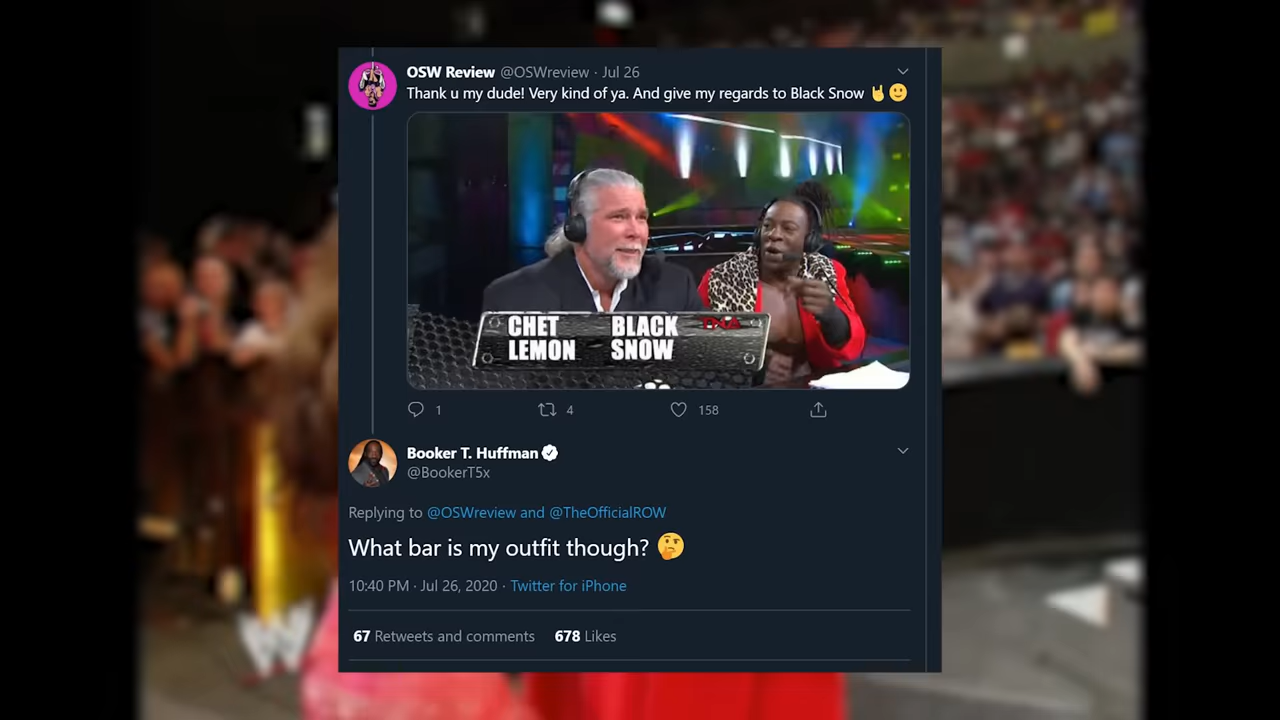 OSW Review @OSWreview · Jul 26
Thank u my dude! Very kind of ya. And give my regards to Black Snow 🤘🙂
CHET BLACK TNA
LEMON SNOW
1 4 158
Booker T. Huffman
@BookerT5x
Replying to @OSWreview and @TheOfficialROW
What bar is my outfit though? 🤔
10:40 PM · Jul 26, 2020 · Twitter for iPhone
67 Retweets and comments 678 Likes
W